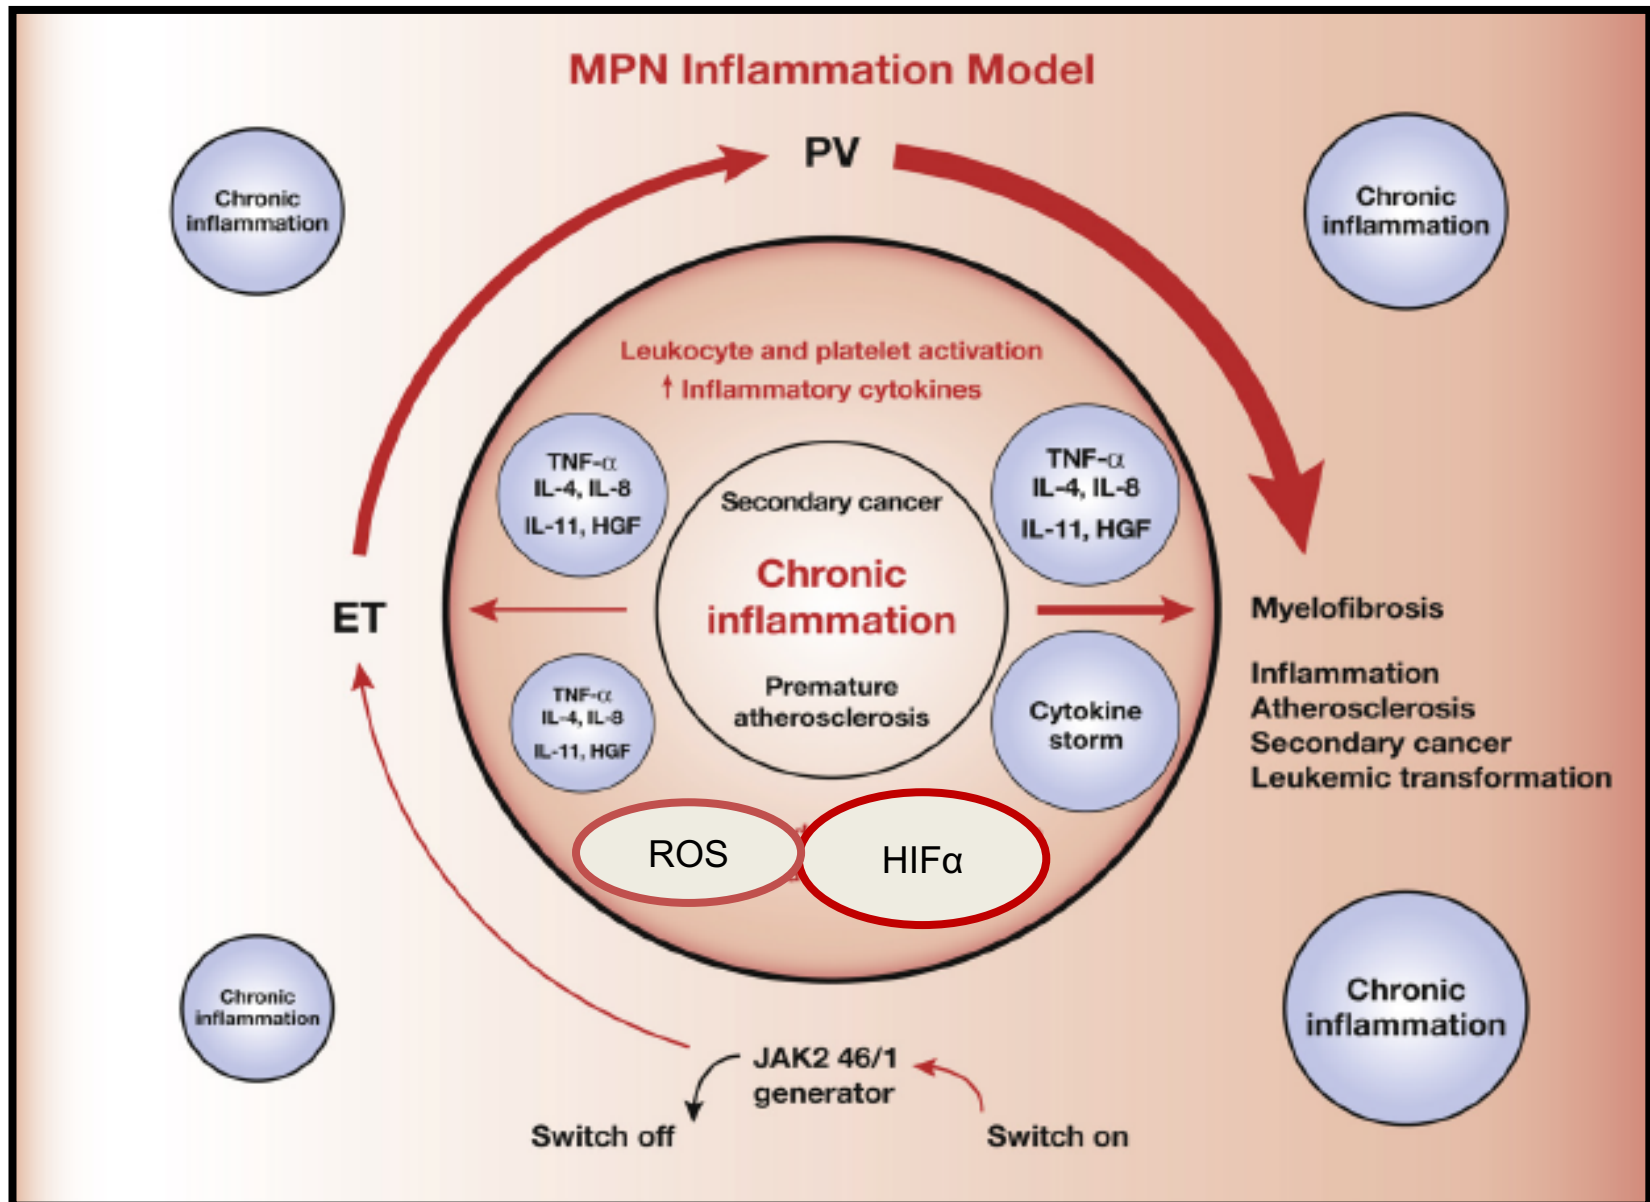 MPN Inflammation Model
PV
Chronic
inflammation
Chronic
inflammation
Leukocyte and platelet activation
↑ Inflammatory cytokines
TNF-α
IL-4, IL-8
IL-11, HGF
TNF-α
IL-4, IL-8
IL-11, HGF
Secondary cancer
Chronic
inflammation
Premature
atherosclerosis
ET
TNF-α
IL-4, IL-8
IL-11, HGF
Cytokine
storm
Myelofibrosis
Inflammation
Atherosclerosis
Secondary cancer
Leukemic transformation
ROS
HIFα
Chronic
inflammation
Chronic
inflammation
JAK2 46/1
generator
Switch off
Switch on